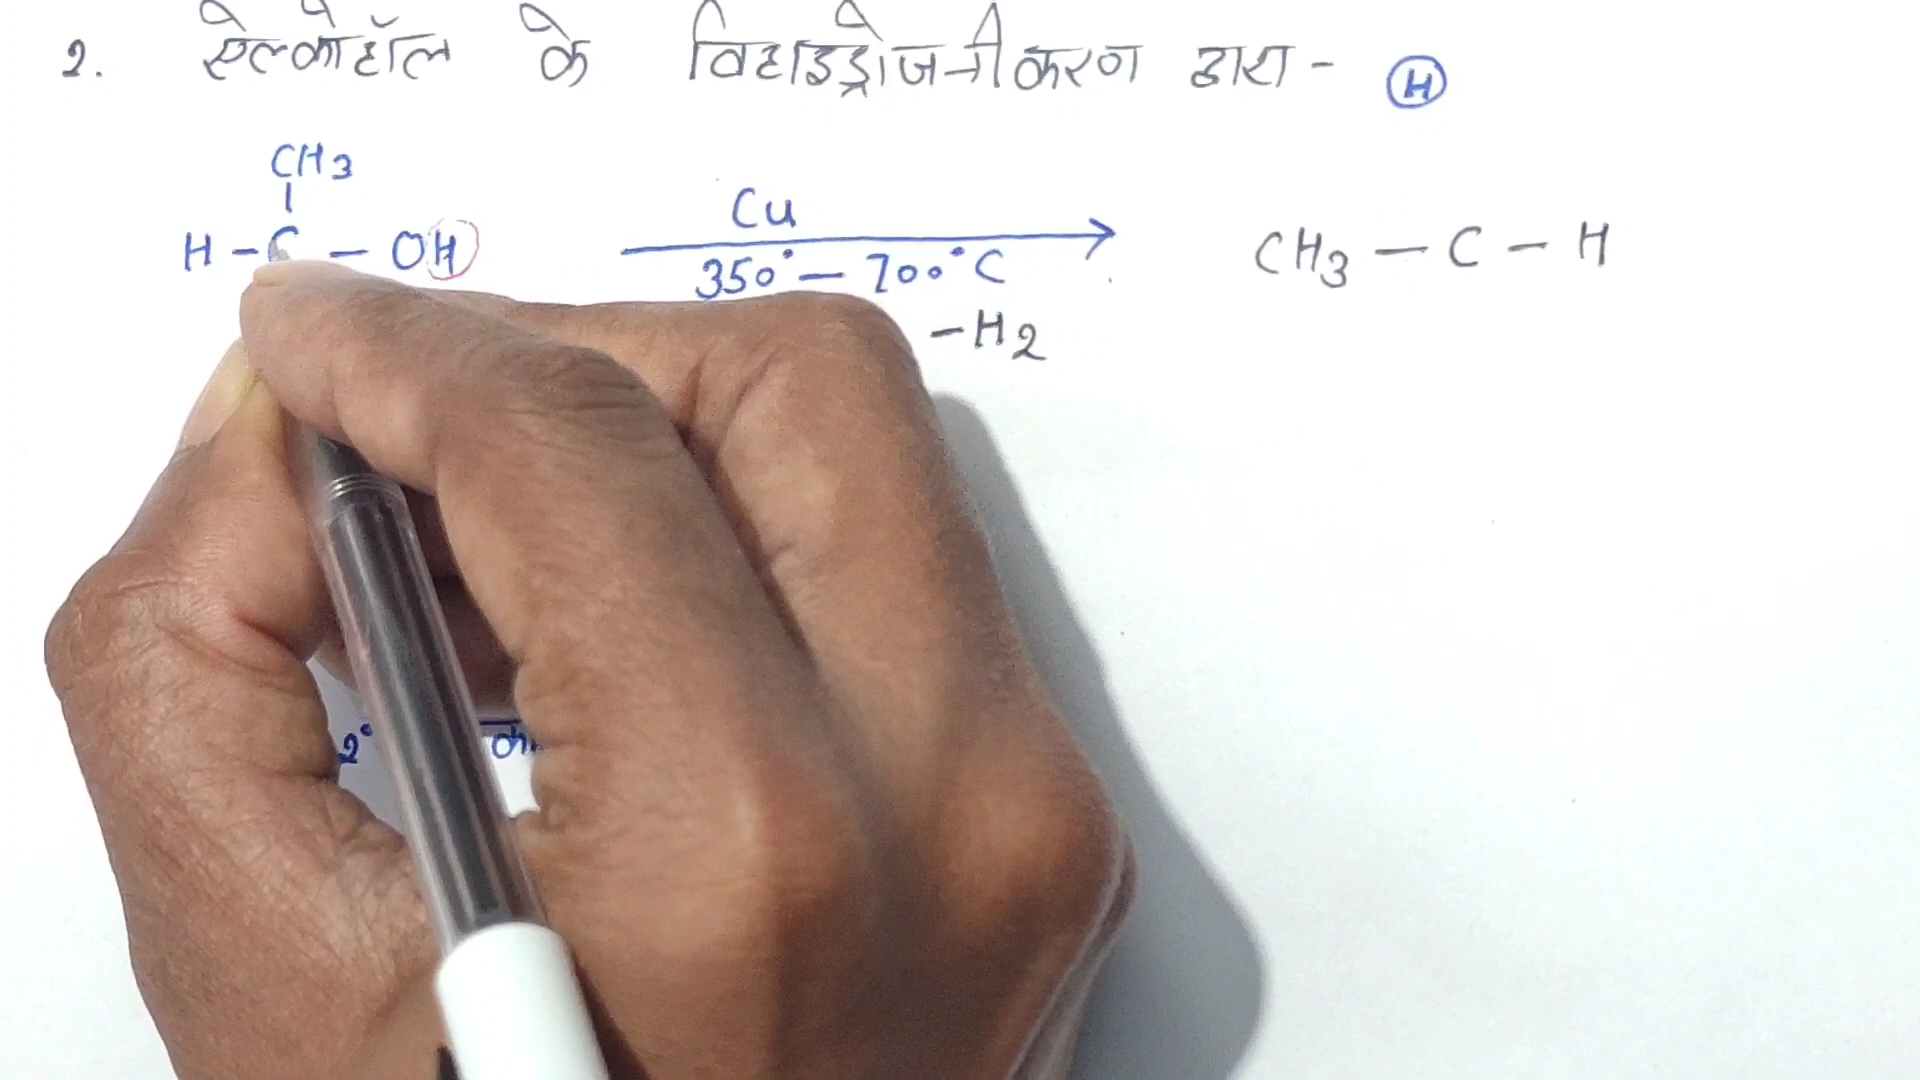 2. ऐल्कोहॉल के विहाइड्रोजनीकरण द्वारा - H
CH3
|
H - C - OH
Cu
350° - 700°C
-H2
CH3 - C - H
2°